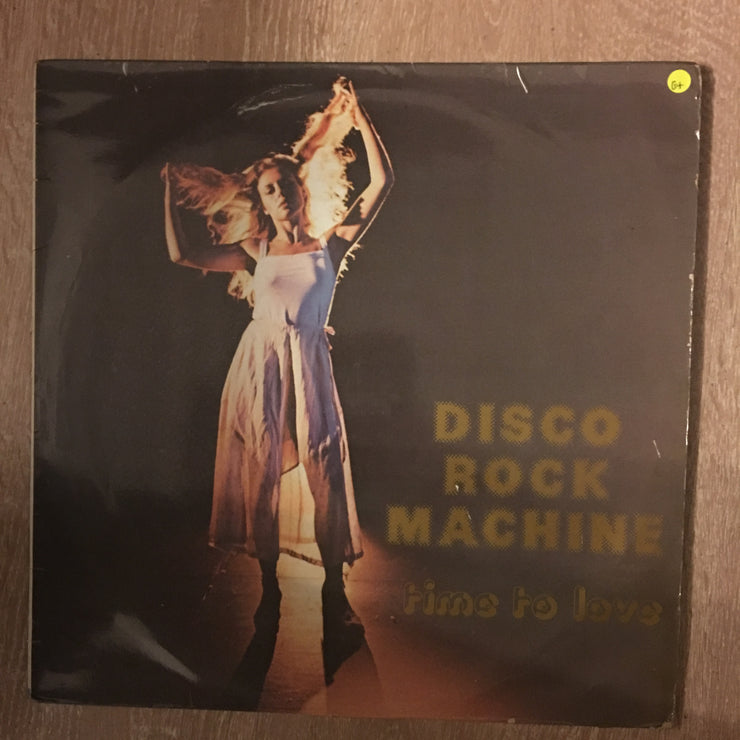 G+
DISCO
ROCK
MACHINE
time to love